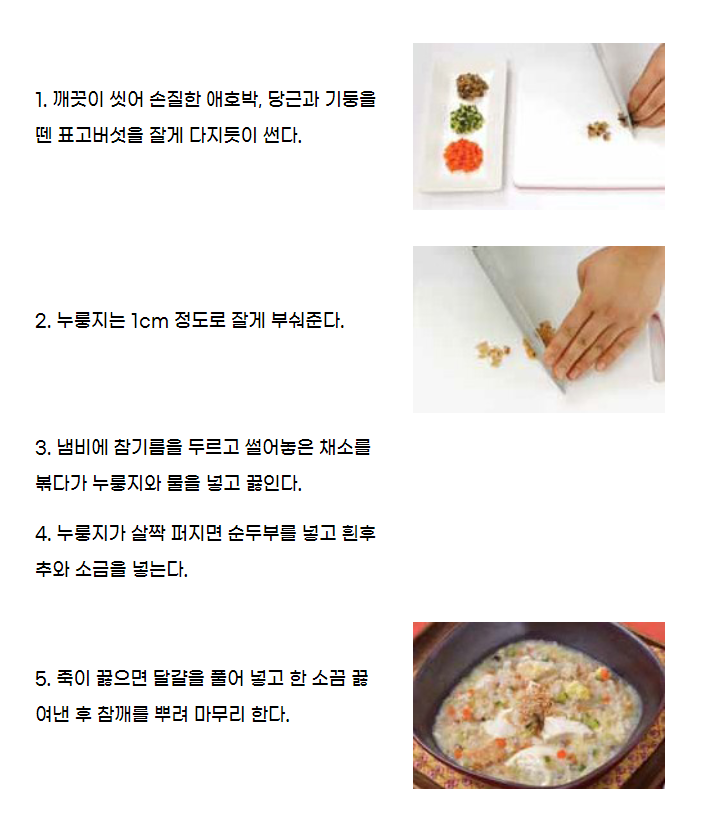 1. 깨끗이 씻어 손질한 애호박, 당근과 기둥을
뗀 표고버섯을 잘게 다지듯이 썬다.
2. 누룽지는 1cm 정도로 잘게 부숴준다.
3. 냄비에 참기름을 두르고 썰어놓은 채소를
볶다가 누룽지와 물을 넣고 끓인다.
4. 누룽지가 살짝 퍼지면 순두부를 넣고 흰후
추와 소금을 넣는다.
5. 죽이 끓으면 달걀을 풀어 넣고 한 소끔 끓
여낸 후 참깨를 뿌려 마무리 한다.